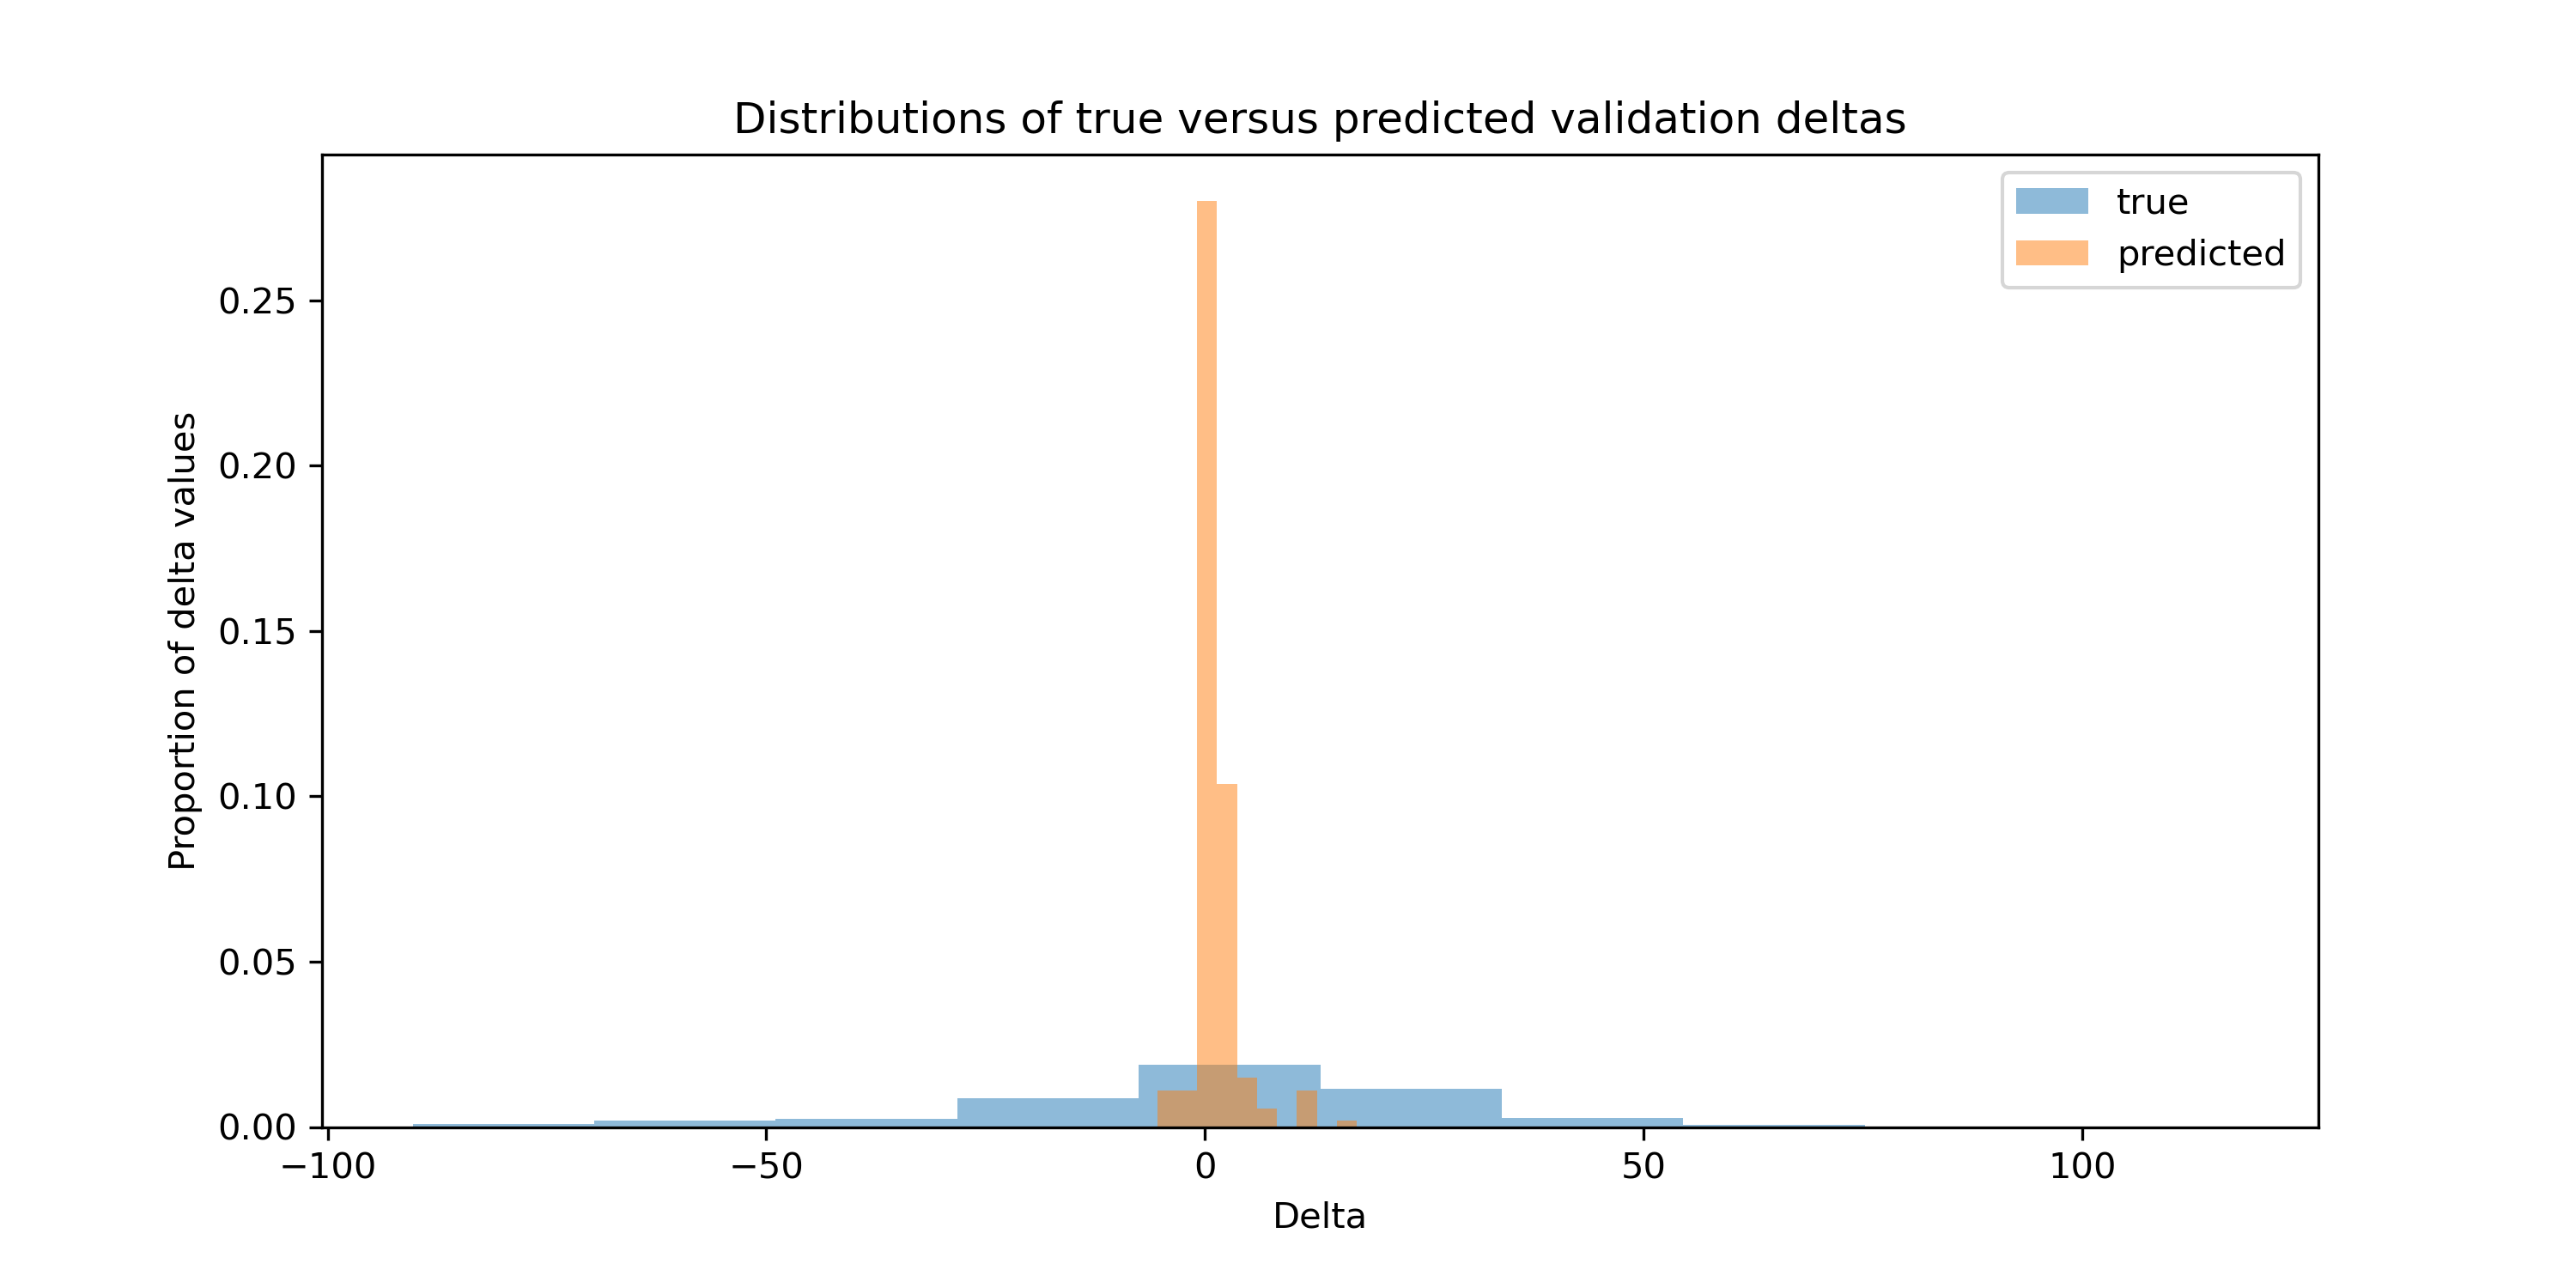 Distributions of true versus predicted validation deltas
true
predicted
Proportion of delta values
0.25
0.20
0.15
0.10
0.05
0.00
−100
−50
0
50
100
Delta